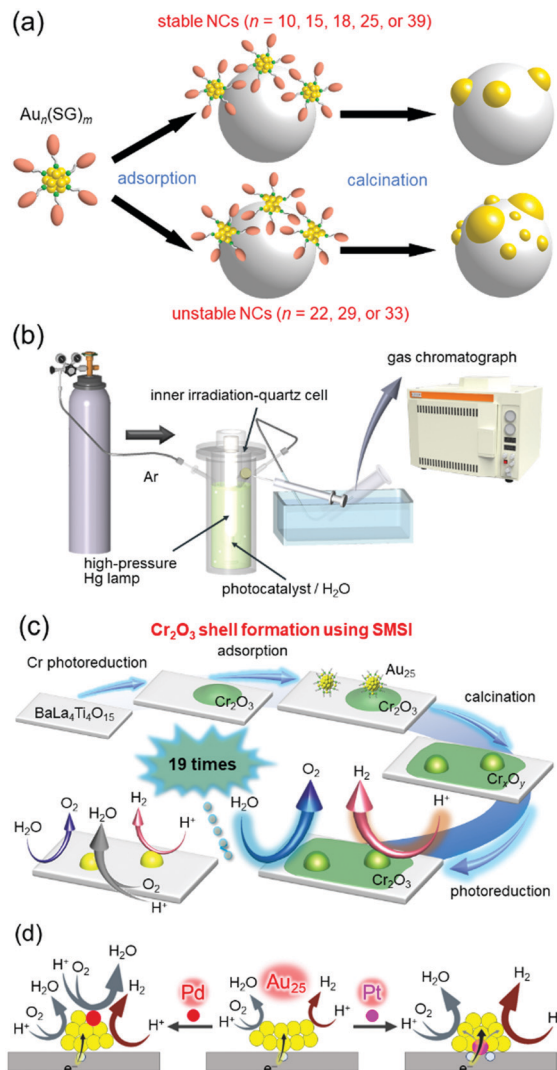 (a)
stable NCs (n = 10, 15, 18, 25, or 39)
Auₙ(SG)ₘ
adsorption
calcination
unstable NCs (n = 22, 29, or 33)
(b)
gas chromatograph
inner irradiation-quartz cell
Ar
high-pressure
Hg lamp
photocatalyst / H₂O
(c)
Cr₂O₃ shell formation using SMSI
Cr photoreduction
adsorption
Au₂₅
BaLa₄Ti₄O₁₅
Cr₂O₃
Cr₂O₃
calcination
19 times
CrₓOᵧ
O₂
H₂
H₂O
H⁺
O₂
H₂O
H₂
H₂O
H⁺
O₂
H⁺
Cr₂O₃
photoreduction
(d)
H₂O
H⁺
O₂
H₂O
H₂
O₂
H⁺
H⁺
e⁻
Pd
Au₂₅
H₂O
H₂
O₂
H⁺
H⁺
e⁻
Pt
H₂O
H₂
O₂
H⁺
e⁻